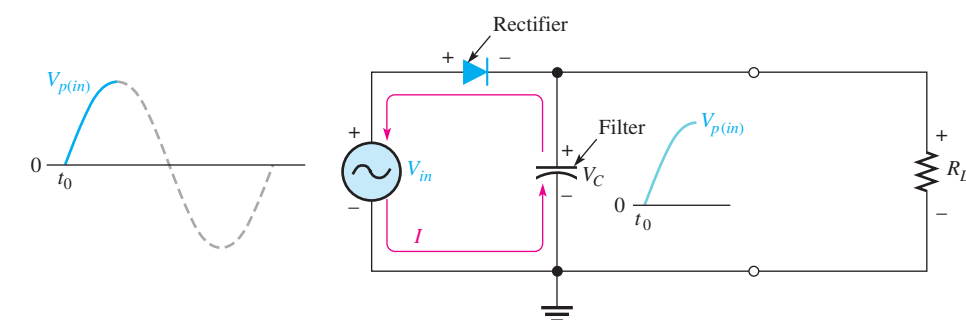 Rectifier
+ −
V_p(in)
0
t_0
+
V_in
−
I
Filter
+
V_C
−
V_p(in)
0
t_0
+
R_L
−